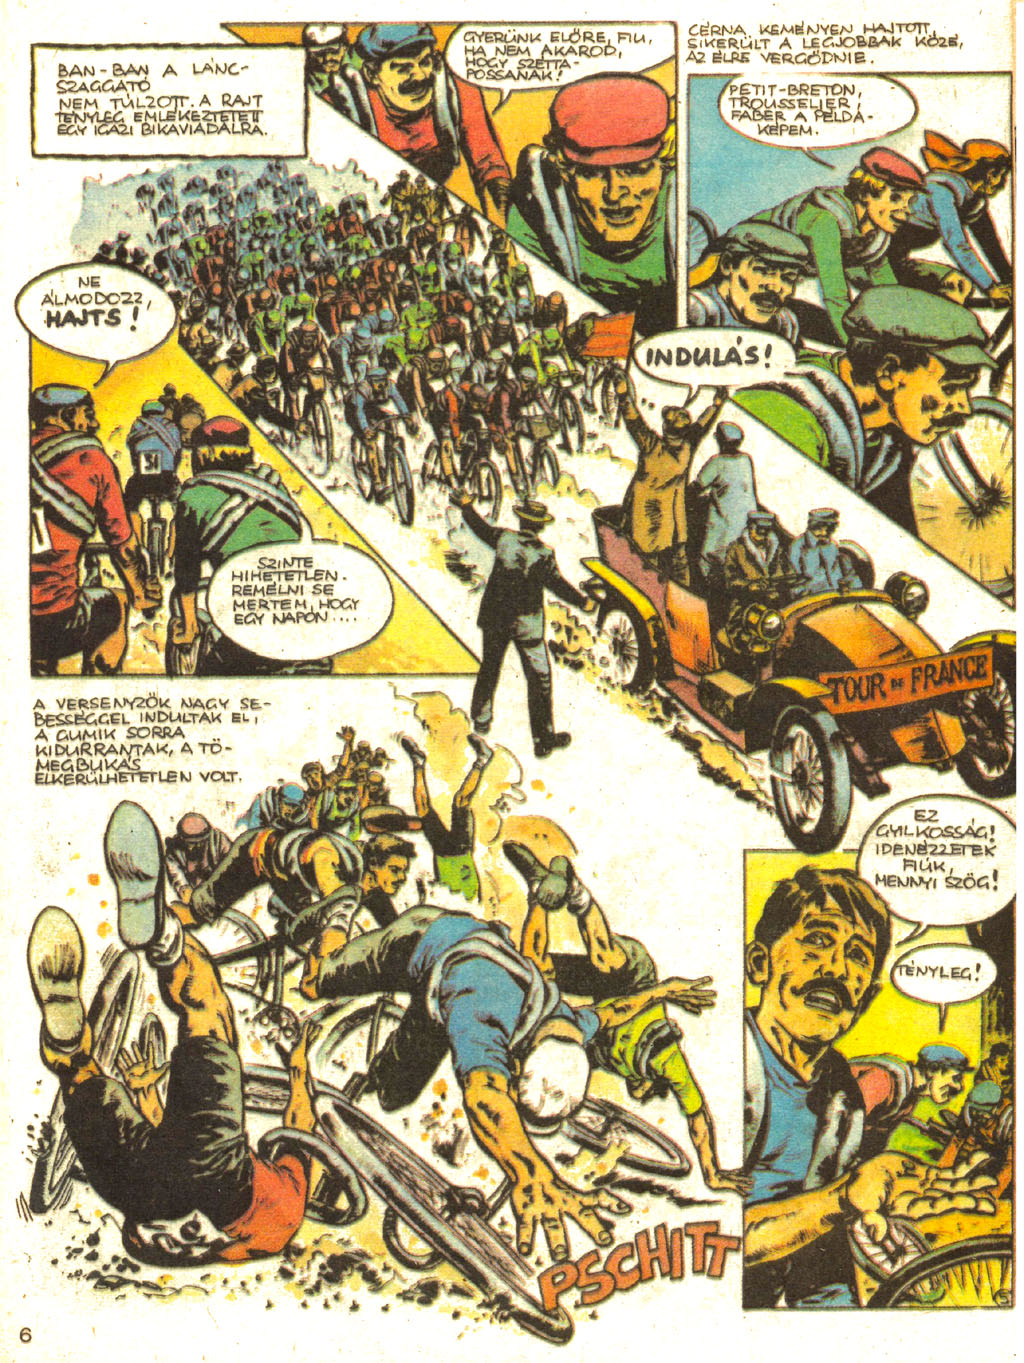 BAN-BAN A LÁNC-
SZAGGATÓ
NEM TÚLZOTT. A RAJT
TÉNYLEG EMLÉKEZTETETT
EGY IGAZI BIKAVIADALRA.
GYERÜNK ELŐRE, FIU,
HA NEM AKAROD,
HOGY SZÉTTA-
POSSANAK!
CÉRNA KEMÉNYEN HAJTOTT,
SIKERÜLT A LEGJOBBAK KÖZÉ,
AZ ÉLRE VERGŐDNIE.
PETIT-BRETON,
TROUSSELIER,
FABER A PÉLDA-
KÉPEM.
NE
ÁLMODOZZ,
HAJTS!
31
SZINTE
HIHETETLEN.
REMÉLNI SE
MERTEM, HOGY
EGY NAPON....
INDULÁS!
TOUR DE FRANCE
A VERSENYZŐK NAGY SE-
BESSÉGGEL INDULTAK EL,
A GUMIK SORRA
KIDURRANTAK, A TÖ-
MEGBUKÁS
ELKERÜLHETETLEN VOLT.
EZ
GYILKOSSÁG!
IDENÉZZETEK
FIÚK,
MENNYI SZÖG!
TÉNYLEG!
PSCHITT
5
6